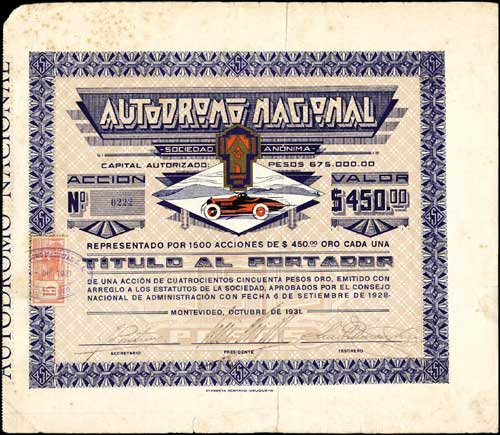 AUTODROMO NACIONAL
AUTODROMO NACIONAL
SOCIEDAD ANÓNIMA
CAPITAL AUTORIZADO: PESOS 675.000.00
ACCION VALOR
Nº 0222 $450.00
REPRESENTADO POR 1500 ACCIONES DE $ 450.00 ORO CADA UNA
TÍTULO AL PORTADOR
DE UNA ACCION DE CUATROCIENTOS CINCUENTA PESOS ORO, EMITIDO CON
ARREGLO A LOS ESTATUTOS DE LA SOCIEDAD, APROBADOS POR EL CONSEJO
NACIONAL DE ADMINISTRACIÓN CON FECHA 6 DE SETIEMBRE DE 1928-
MONTEVIDEO, OCTUBRE DE 1931.
SECRETARIO PRESIDENTE TESORERO